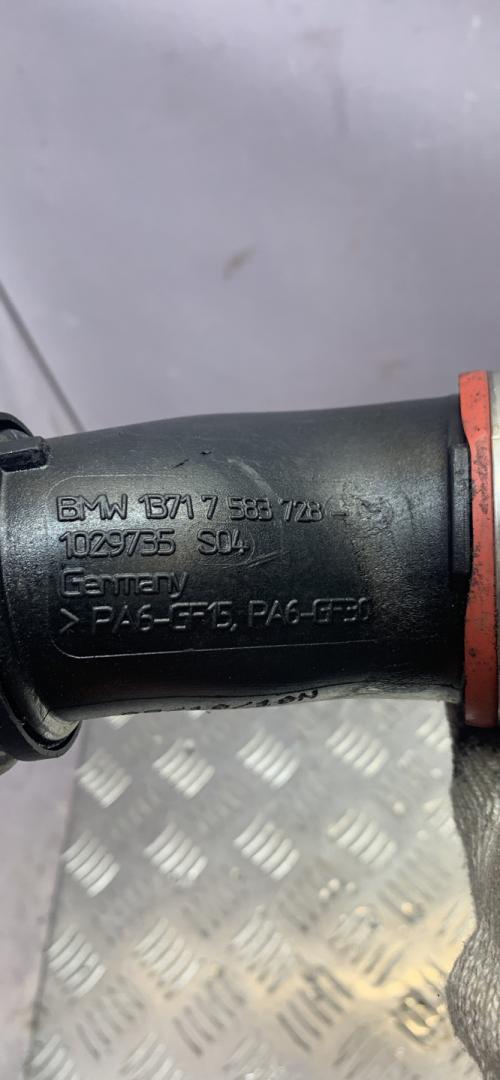 BMW 1371 7 583 728 -
1029735 S04
Germany
> PA6-GF15, PA6-GF30